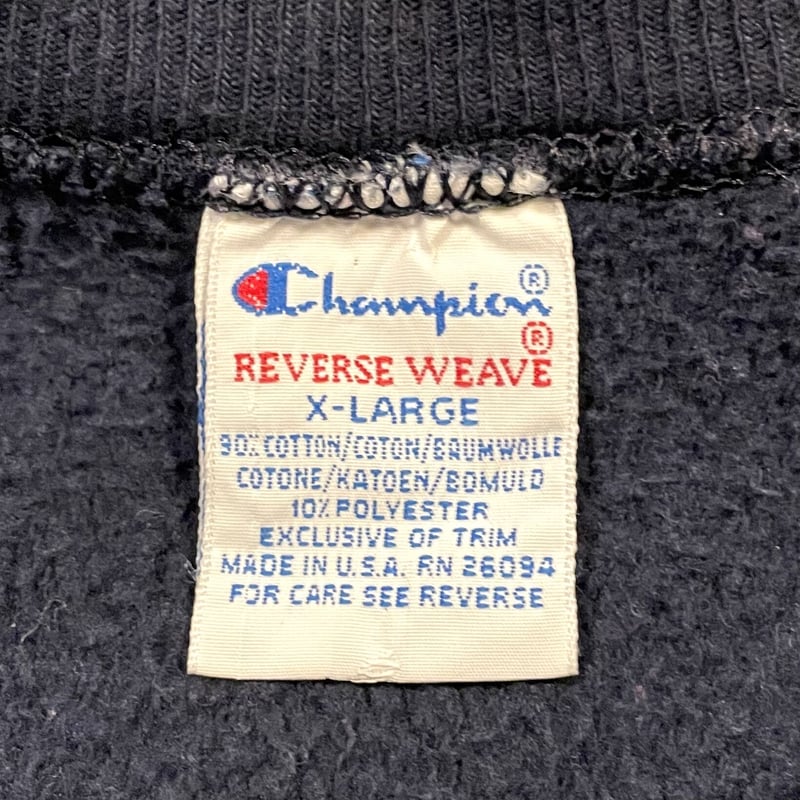 Champion®
REVERSE WEAVE®
X-LARGE
90% COTTON/COTON/BAUMWOLLE
COTONE/KATOEN/BOMULD
10% POLYESTER
EXCLUSIVE OF TRIM
MADE IN U.S.A. RN 26094
FOR CARE SEE REVERSE